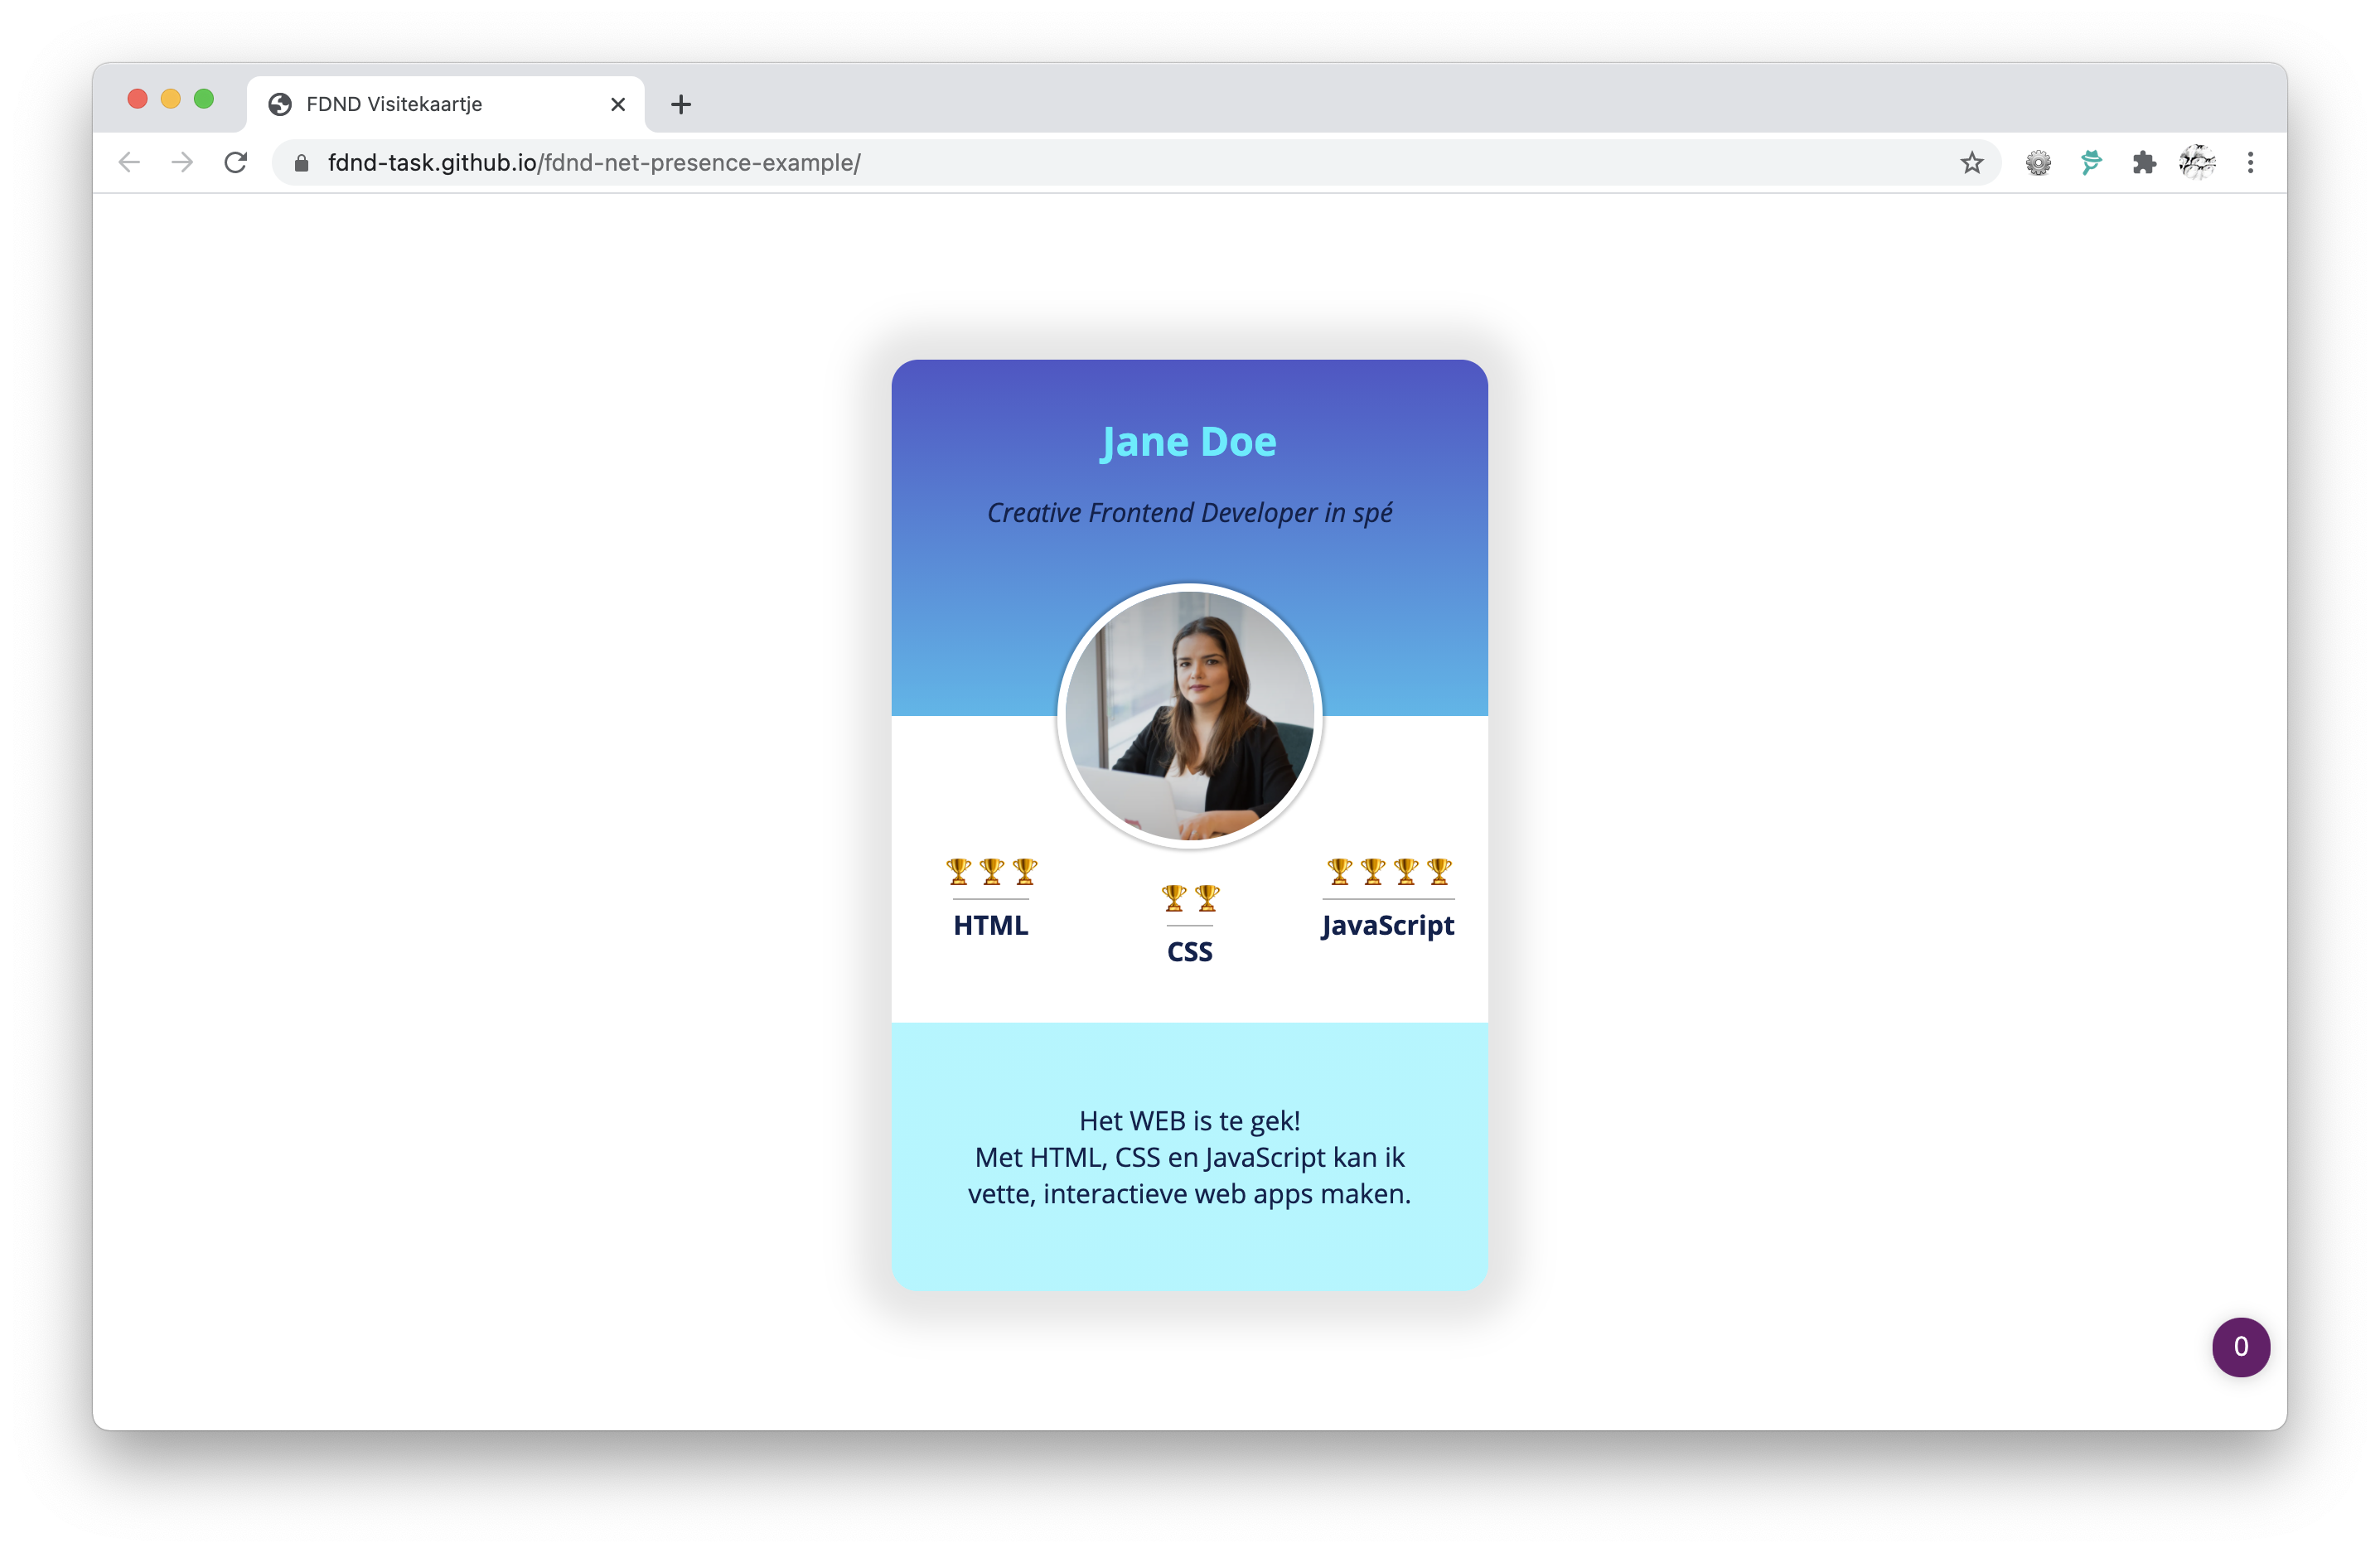 FDND Visitekaartje
fdnd-task.github.io/fdnd-net-presence-example/
Jane Doe
Creative Frontend Developer in spé
🏆🏆🏆
HTML
🏆🏆
CSS
🏆🏆🏆🏆
JavaScript
Het WEB is te gek!
Met HTML, CSS en JavaScript kan ik
vette, interactieve web apps maken.
0